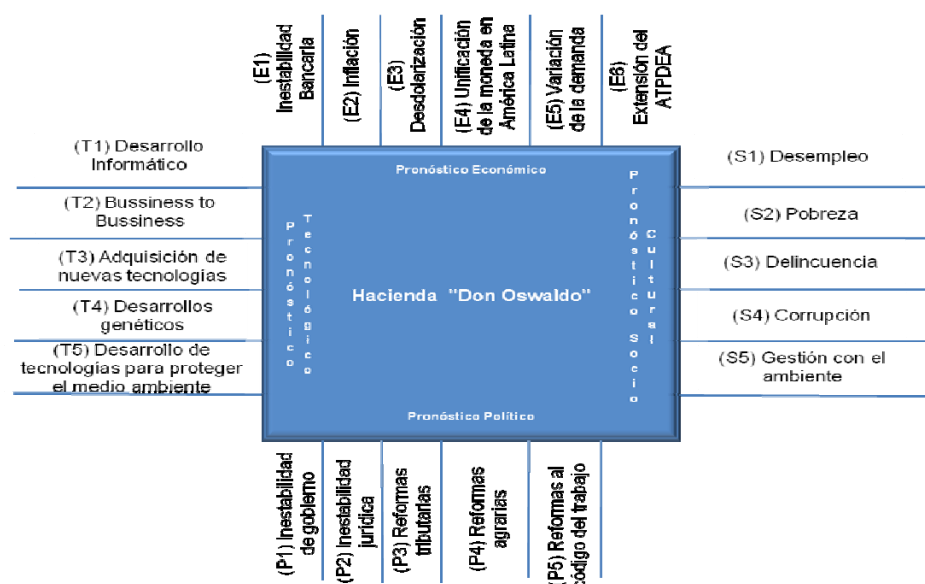 (E1)
Inestabilidad
Bancaria
(E2) Inflación
(E3)
Desdolarización
(E4) Unificación
de la moneda en
América Latina
(E5) Variación
de la demanda
(E6)
Extensión del
ATPDEA
(T1) Desarrollo
Informático
(T2) Bussiness to
Bussiness
(T3) Adquisición de
nuevas tecnologías
(T4) Desarrollos
genéticos
(T5) Desarrollo de
tecnologías para proteger
el medio ambiente
Pronóstico Económico
Pronóstico
Tecnológico
Hacienda "Don Oswaldo"
Pronóstico Socio
Cultural
Pronóstico Político
(S1) Desempleo
(S2) Pobreza
(S3) Delincuencia
(S4) Corrupción
(S5) Gestión con el
ambiente
(P1) Inestabilidad
de gobierno
(P2) Inestabilidad
jurídica
(P3) Reformas
tributarias
(P4) Reformas
agrarias
(P5) Reformas al
código del trabajo